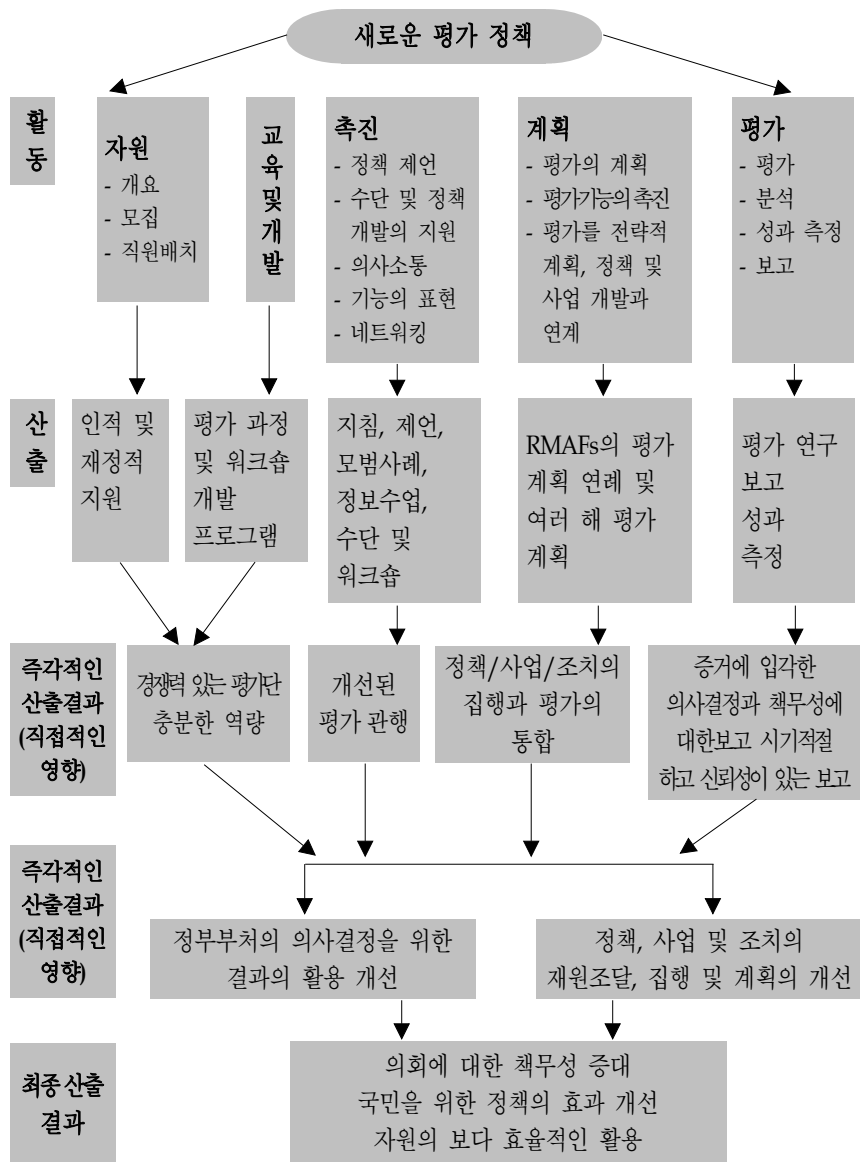 새로운 평가 정책
활
동
자원
- 개요
- 모집
- 직원배치
교
육
및
개
발
촉진
- 정책 제언
- 수단 및 정책
개발의 지원
- 의사소통
- 기능의 표현
- 네트워킹
계획
- 평가의 계획
- 평가기능의 촉진
- 평가를 전략적
계획, 정책 및
사업 개발과
연계
평가
- 평가
- 분석
- 성과 측정
- 보고
산
출
인적 및
재정적
지원
평가 과정
및 워크숍
개발
프로그램
지침, 제언,
모범사례,
정보수업,
수단 및
워크숍
RMAFs의 평가
계획 연례 및
여러 해 평가
계획
평가 연구
보고
성과
측정
즉각적인
산출결과
(직접적인
영향)
경쟁력 있는 평가단
충분한 역량
개선된
평가 관행
정책/사업/조치의
집행과 평가의
통합
증거에 입각한
의사결정과 책무성에
대한보고 시기적절
하고 신뢰성이 있는 보고
즉각적인
산출결과
(직접적인
영향)
정부부처의 의사결정을 위한
결과의 활용 개선
정책, 사업 및 조치의
재원조달, 집행 및 계획의 개선
최종 산출
결과
의회에 대한 책무성 증대
국민을 위한 정책의 효과 개선
자원의 보다 효율적인 활용